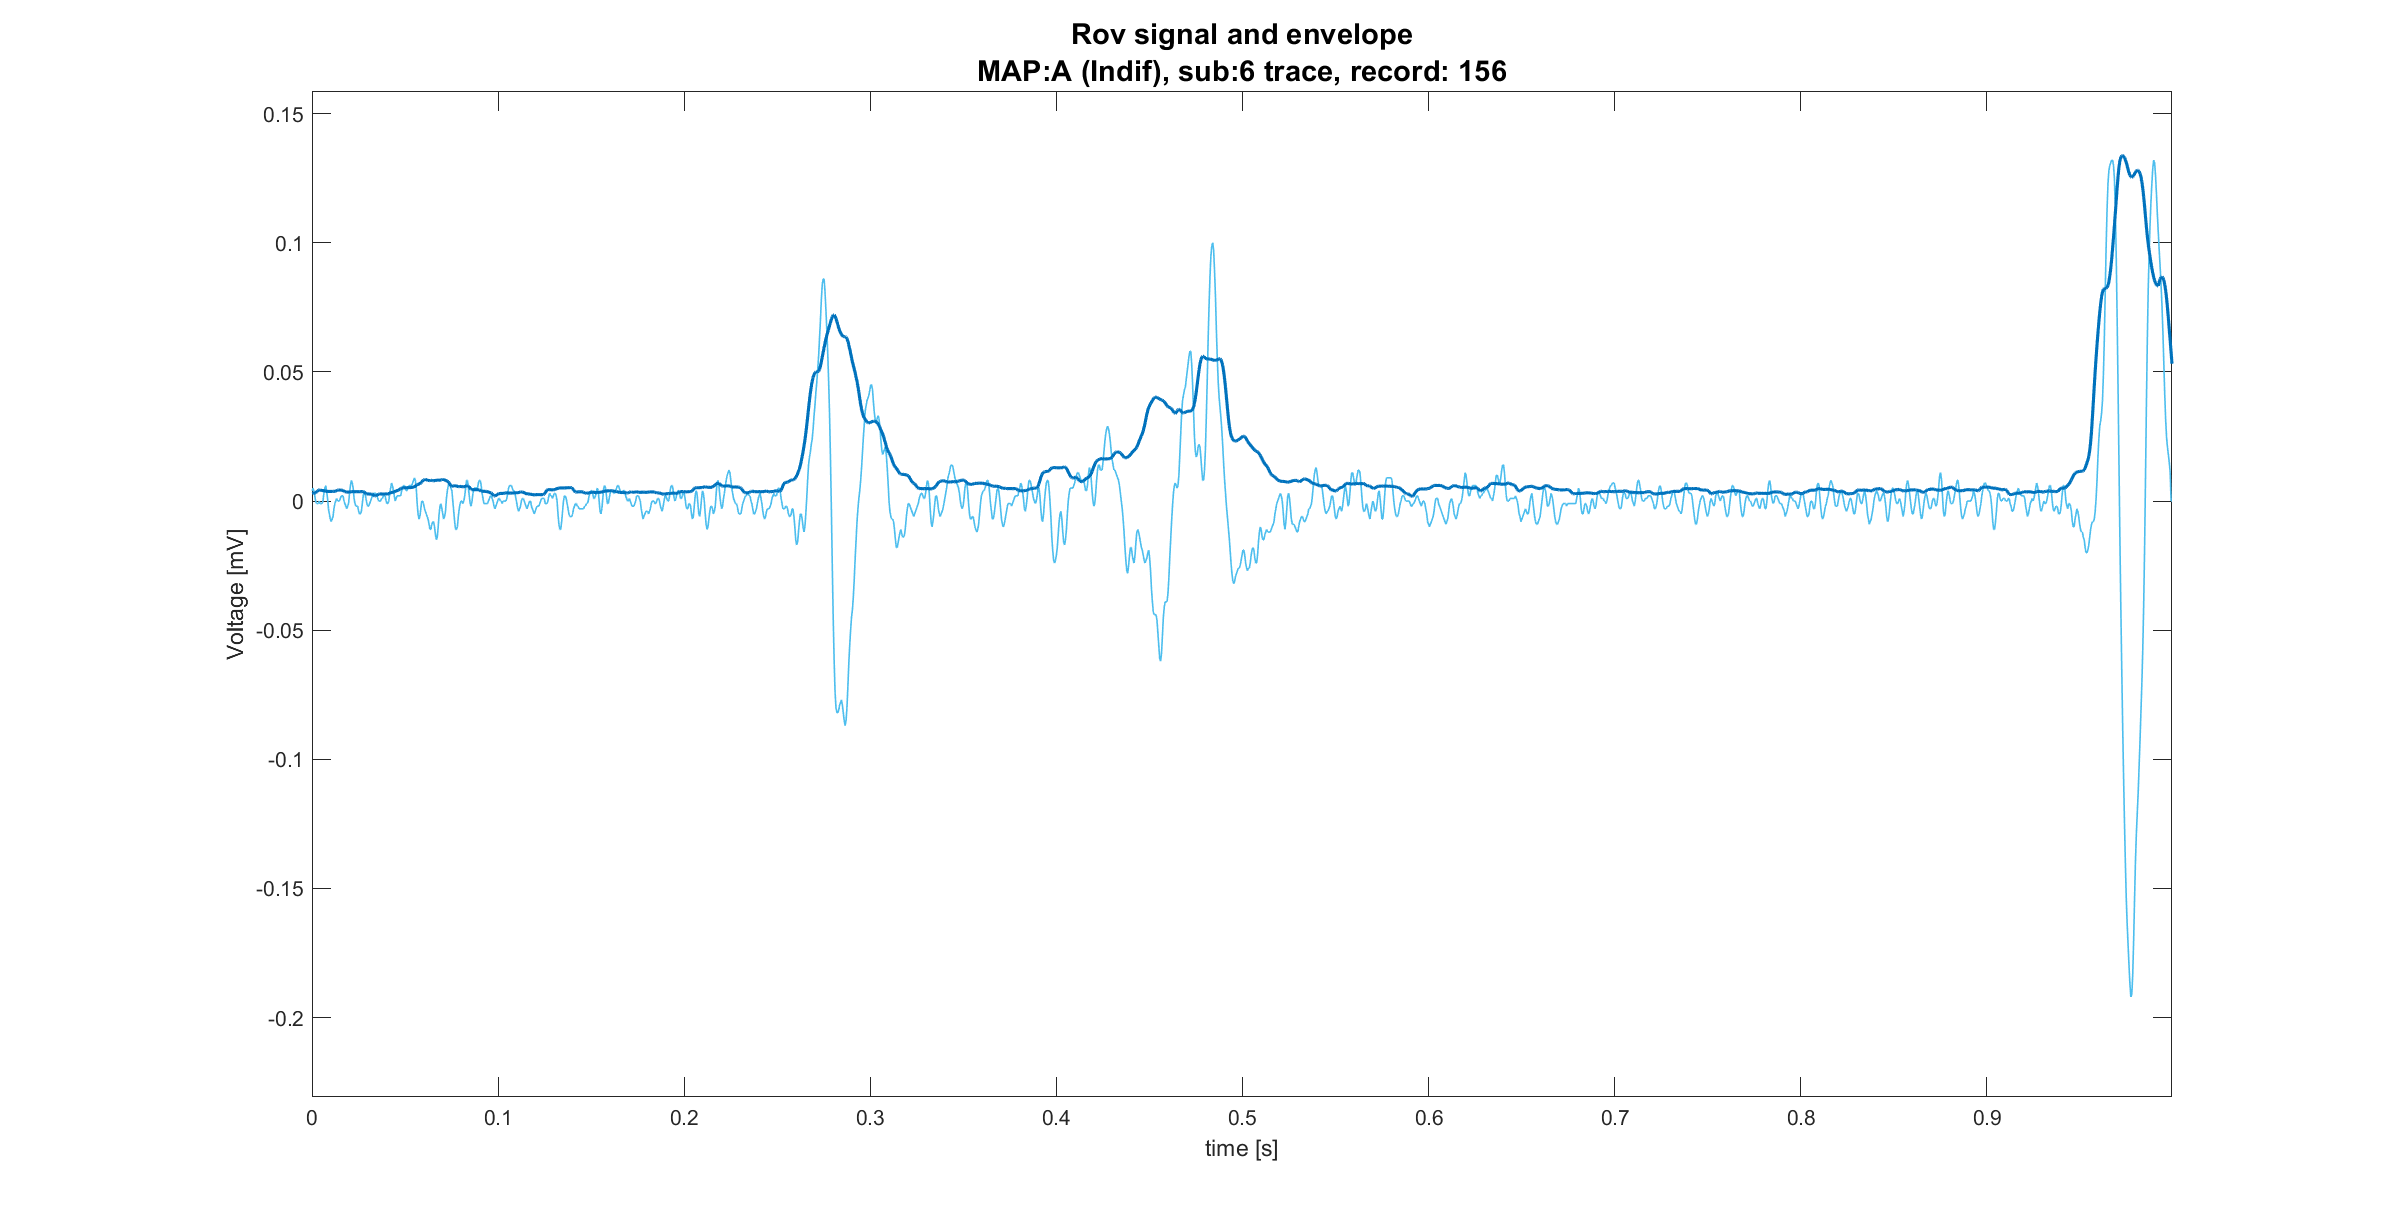 Rov signal and envelope
MAP:A (Indif), sub:6 trace, record: 156
0.15
0.1
0.05
0
-0.05
-0.1
-0.15
-0.2
Voltage [mV]
0 0.1 0.2 0.3 0.4 0.5 0.6 0.7 0.8 0.9
time [s]